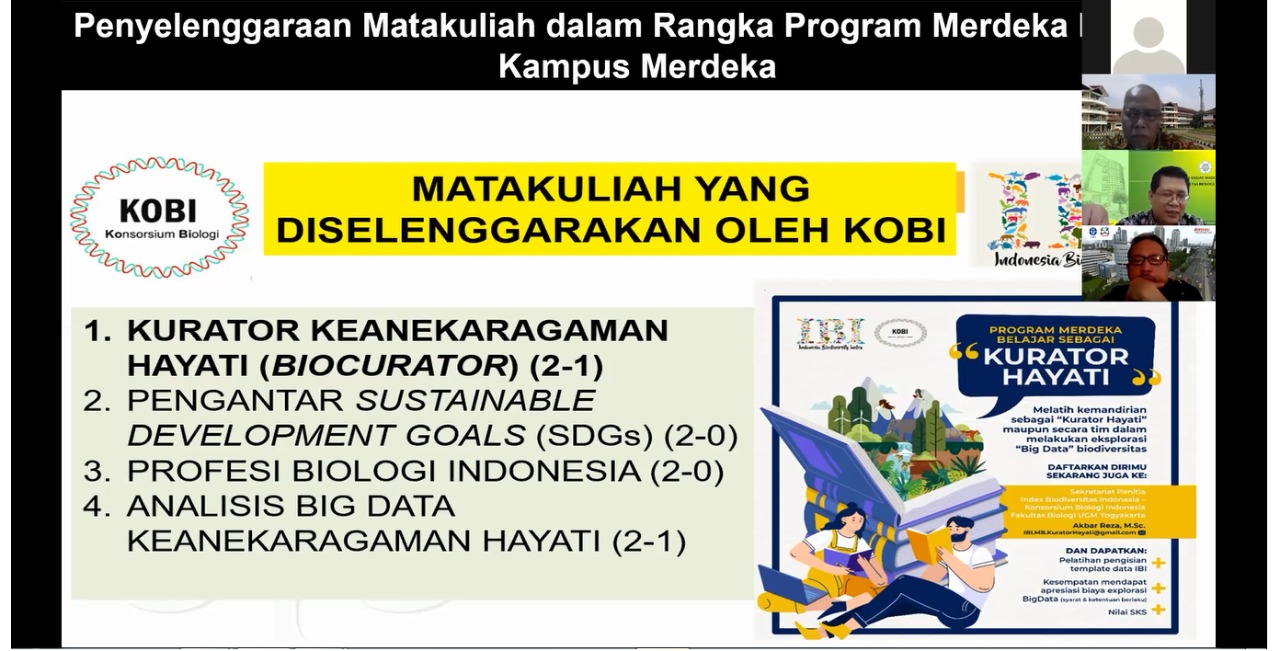 Penyelenggaraan Matakuliah dalam Rangka Program Merdeka
Kampus Merdeka
KOBI
Konsorsium Biologi
MATAKULIAH YANG
DISELENGGARAKAN OLEH KOBI
Indonesia
1. KURATOR KEANEKARAGAMAN
HAYATI (BIOCURATOR) (2-1)
2. PENGANTAR SUSTAINABLE
DEVELOPMENT GOALS (SDGs) (2-0)
3. PROFESI BIOLOGI INDONESIA (2-0)
4. ANALISIS BIG DATA
KEANEKARAGAMAN HAYATI (2-1)
IBI
Indonesia Biodiversity Index
KOBI
PROGRAM MERDEKA
BELAJAR SEBAGAI
“KURATOR
HAYATI”
Melatih kemandirian
sebagai “Kurator Hayati”
maupun secara tim dalam
melakukan eksplorasi
“Big Data” biodiversitas
DAFTARKAN DIRIMU
SEKARANG JUGA KE:
Sekretariat Panitia
Index Biodiversitas Indonesia –
Konsorsium Biologi Indonesia
Fakultas Biologi UGM Yogyakarta
Akbar Reza, M.Sc.
IBI.MB.KuratorHayati@gmail.com
DAN DAPATKAN:
Pelatihan pengisian
template data IBI
Kesempatan mendapat
apresiasi biaya explorasi
BigData (syarat & ketentuan berlaku)
Nilai SKS